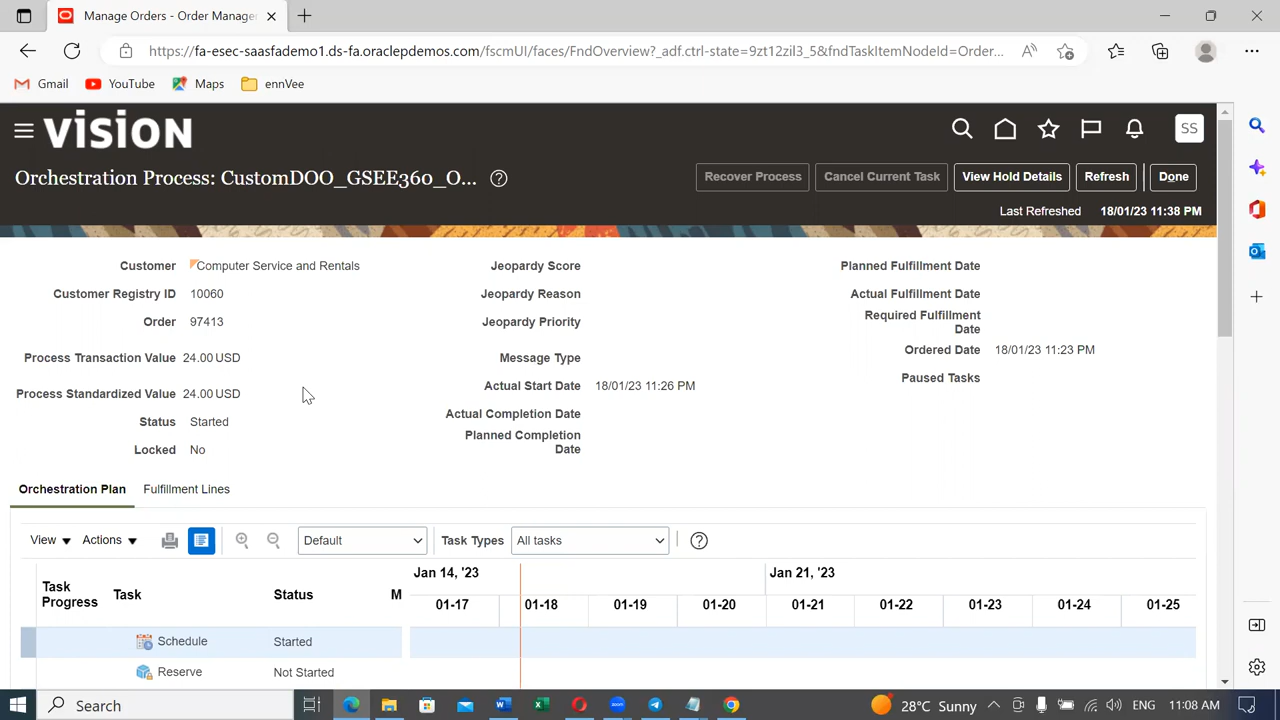 Manage Orders - Order Manage
https://fa-esec-saasfademo1.ds-fa.oraclepdemos.com/fscmUI/faces/FndOverview?_adf.ctrl-state=9zt12zil3_5&fndTaskItemNodeId=Order...
Gmail YouTube Maps ennVee
VISION
SS
Orchestration Process: CustomDOO_GSEE360_O...
Recover Process Cancel Current Task View Hold Details Refresh Done
Last Refreshed 18/01/23 11:38 PM
Customer Computer Service and Rentals Jeopardy Score Planned Fulfillment Date
Customer Registry ID 10060 Jeopardy Reason Actual Fulfillment Date
Order 97413 Jeopardy Priority Required Fulfillment
Date
Process Transaction Value 24.00 USD Message Type Ordered Date 18/01/23 11:23 PM
Process Standardized Value 24.00 USD Actual Start Date 18/01/23 11:26 PM Paused Tasks
Status Started Actual Completion Date
Locked No Planned Completion
Date
Orchestration Plan Fulfillment Lines
View Actions Default Task Types All tasks
Jan 14, '23 Jan 21, '23
Task
Progress Task Status M
01-17 01-18 01-19 01-20 01-21 01-22 01-23 01-24 01-25
Schedule Started
Reserve Not Started
Search 28°C Sunny ENG 11:08 AM